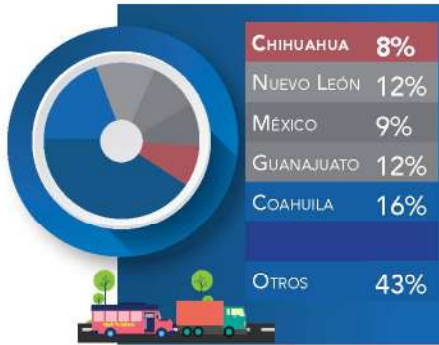 CHIHUAHUA 8%
NUEVO LEÓN 12%
MÉXICO 9%
GUANAJUATO 12%
COAHUILA 16%
OTROS 43%